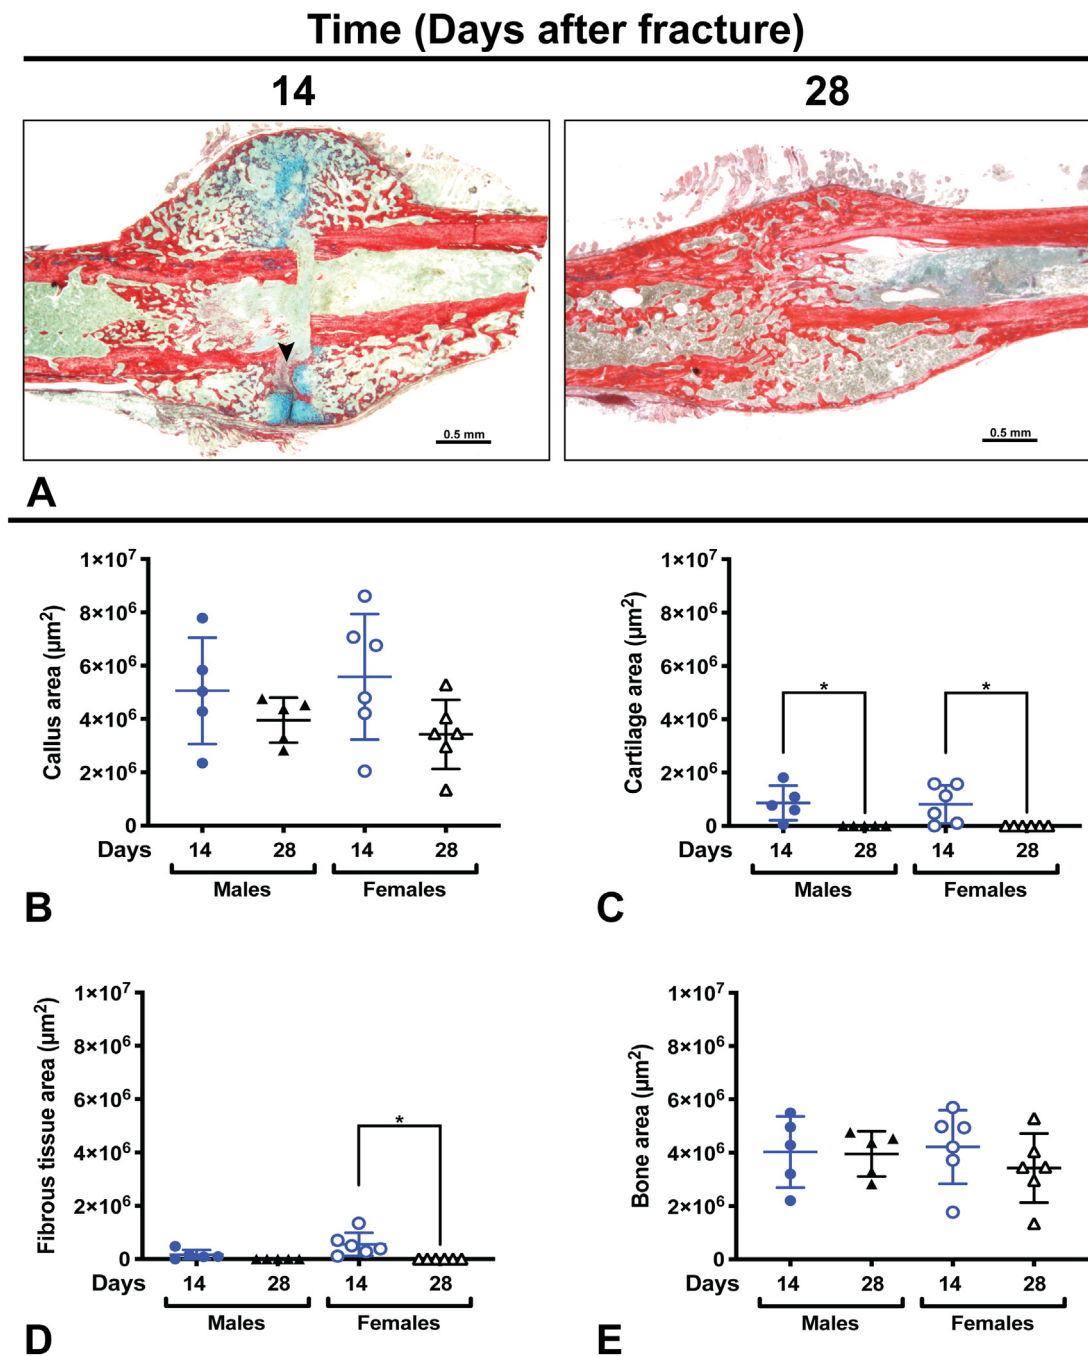 Time (Days after fracture)
14 28
0.5 mm 0.5 mm
A
Callus area (µm²)
1×10⁷
8×10⁶
6×10⁶
4×10⁶
2×10⁶
0
Days 14 28 14 28
Males Females
B
Cartilage area (µm²)
1×10⁷
8×10⁶
6×10⁶
4×10⁶
2×10⁶
0
* *
Days 14 28 14 28
Males Females
C
Fibrous tissue area (µm²)
1×10⁷
8×10⁶
6×10⁶
4×10⁶
2×10⁶
0
*
Days 14 28 14 28
Males Females
D
Bone area (µm²)
1×10⁷
8×10⁶
6×10⁶
4×10⁶
2×10⁶
0
Days 14 28 14 28
Males Females
E